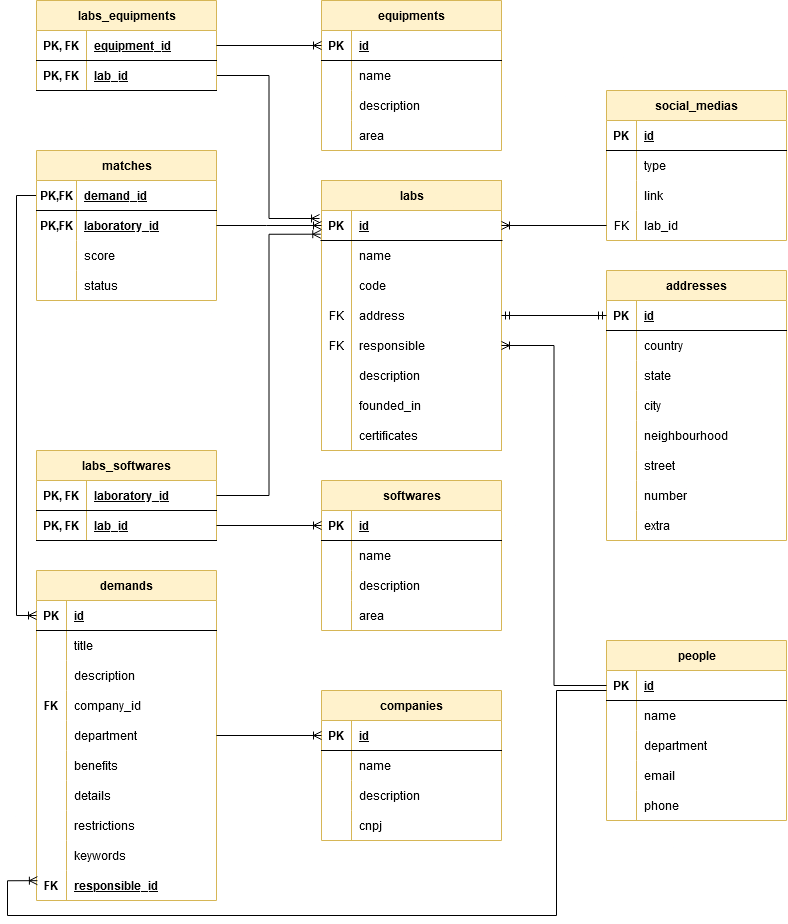 labs_equipments
PK, FK equipment_id
PK, FK lab_id
equipments
PK id
name
description
area
social_medias
PK id
type
link
FK lab_id
matches
PK,FK demand_id
PK,FK laboratory_id
score
status
labs
PK id
name
code
FK address
FK responsible
description
founded_in
certificates
addresses
PK id
country
state
city
neighbourhood
street
number
extra
labs_softwares
PK, FK laboratory_id
PK, FK lab_id
softwares
PK id
name
description
area
demands
PK id
title
description
FK company_id
department
benefits
details
restrictions
keywords
FK responsible_id
companies
PK id
name
description
cnpj
people
PK id
name
department
email
phone